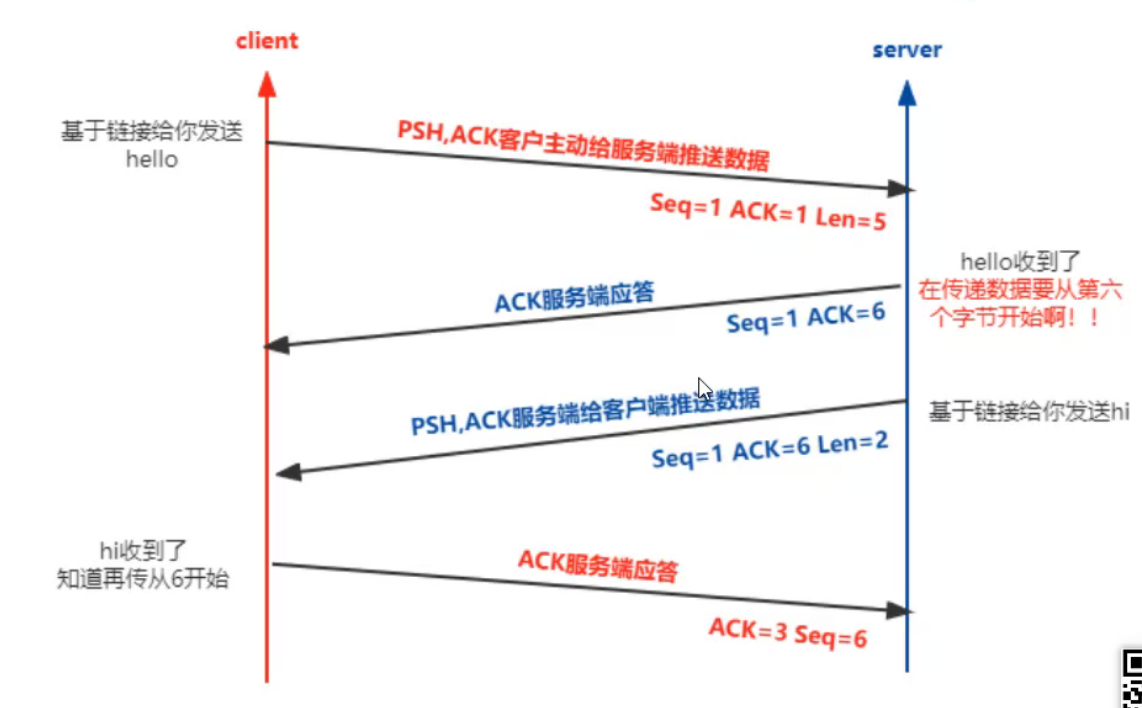 client
server
基于链接给你发送
hello
PSH,ACK客户主动给服务端推送数据
Seq=1 ACK=1 Len=5
hello收到了
在传递数据要从第六
个字节开始啊！！
ACK服务端应答
Seq=1 ACK=6
PSH,ACK服务端给客户端推送数据
Seq=1 ACK=6 Len=2
基于链接给你发送hi
hi收到了
知道再传从6开始
ACK服务端应答
ACK=3 Seq=6